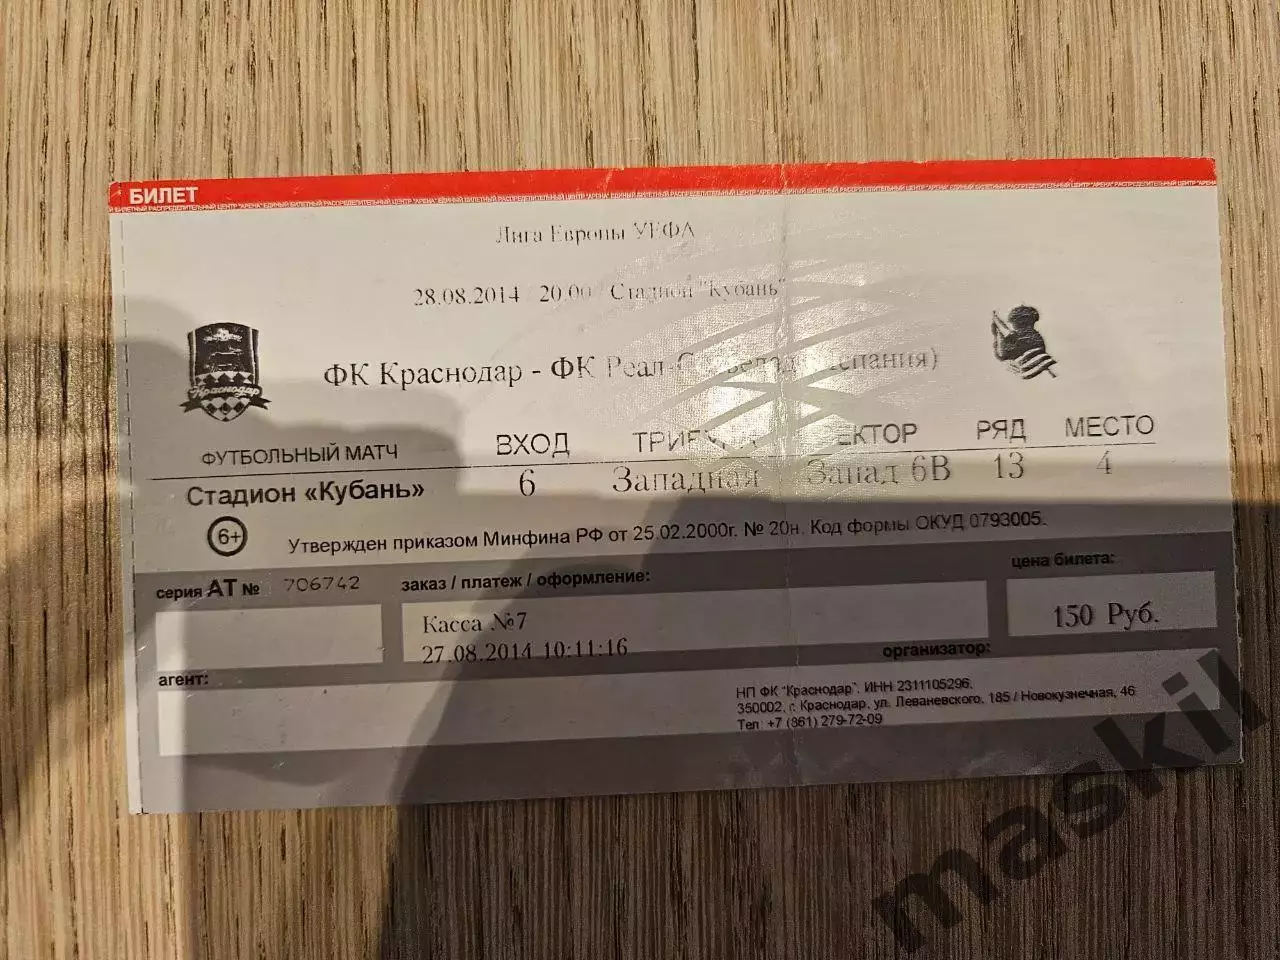 БИЛЕТ
Лига Европы УЕФА
28.08.2014 20:00 Стадион "Кубань"
Краснодар
ФК Краснодар - ФК Реал
ФУТБОЛЬНЫЙ МАТЧ ВХОД РЯД МЕСТО
Стадион «Кубань» 6 Западная Запад 6В 13 4
6+ Утвержден приказом Минфина РФ от 25.02.2000г. № 20н. Код формы ОКУД 0793005.
серия АТ № 706742 заказ / платеж / оформление: цена билета:
Касса №7 150 Руб.
27.08.2014 10:11:16
агент: организатор:
НП ФК "Краснодар". ИНН 2311105296.
350002, г. Краснодар, ул. Леваневского, 185 / Новокузнечная, 46
Тел: +7 (861) 279-72-09
maskil